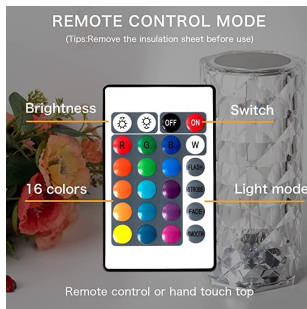 REMOTE CONTROL MODE
(Tips:Remove the insulation sheet before use)
Brightness
OFF
ON
Switch
R
G
B
W
FLASH
16 colors
STROBE
Light mode
FADE
SMOOTH
Remote control or hand touch top